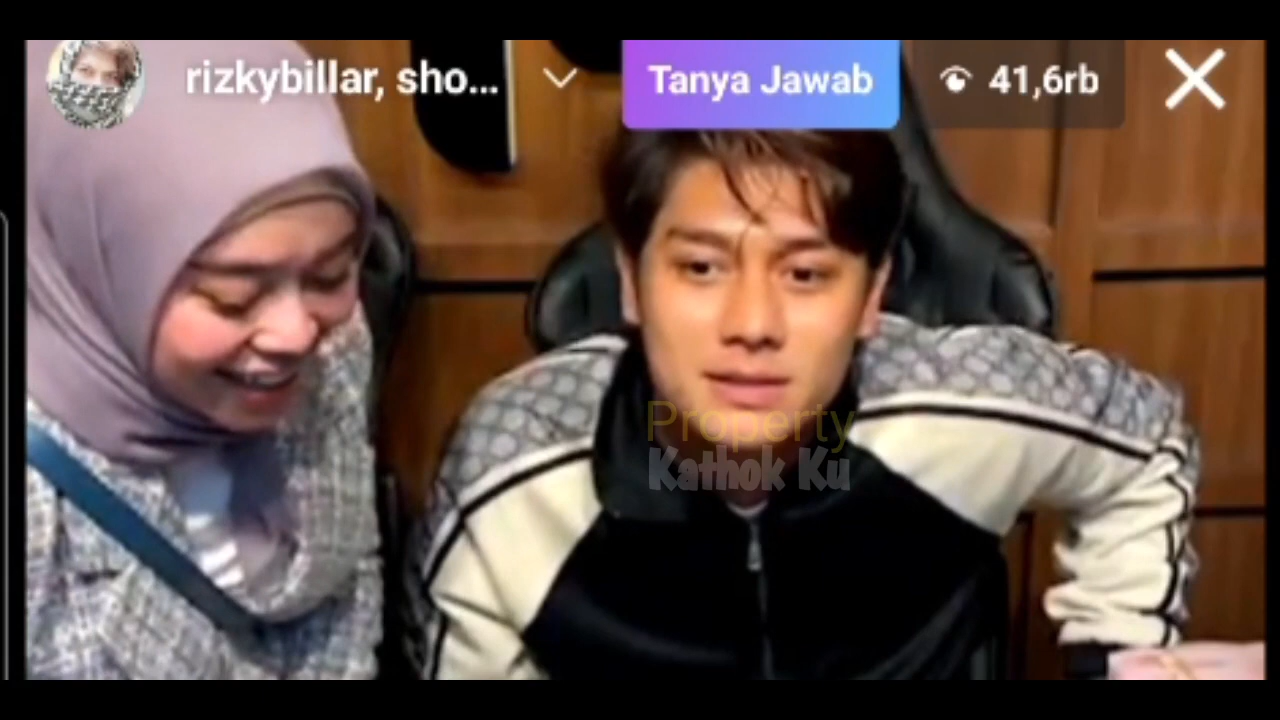 rizkybillar, sho...
Tanya Jawab
41,6rb
Property
Kathok Ku